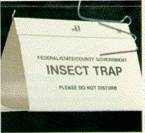 FEDERAL/STATE/COUNTY GOVERNMENT
INSECT TRAP
PLEASE DO NOT DISTURB